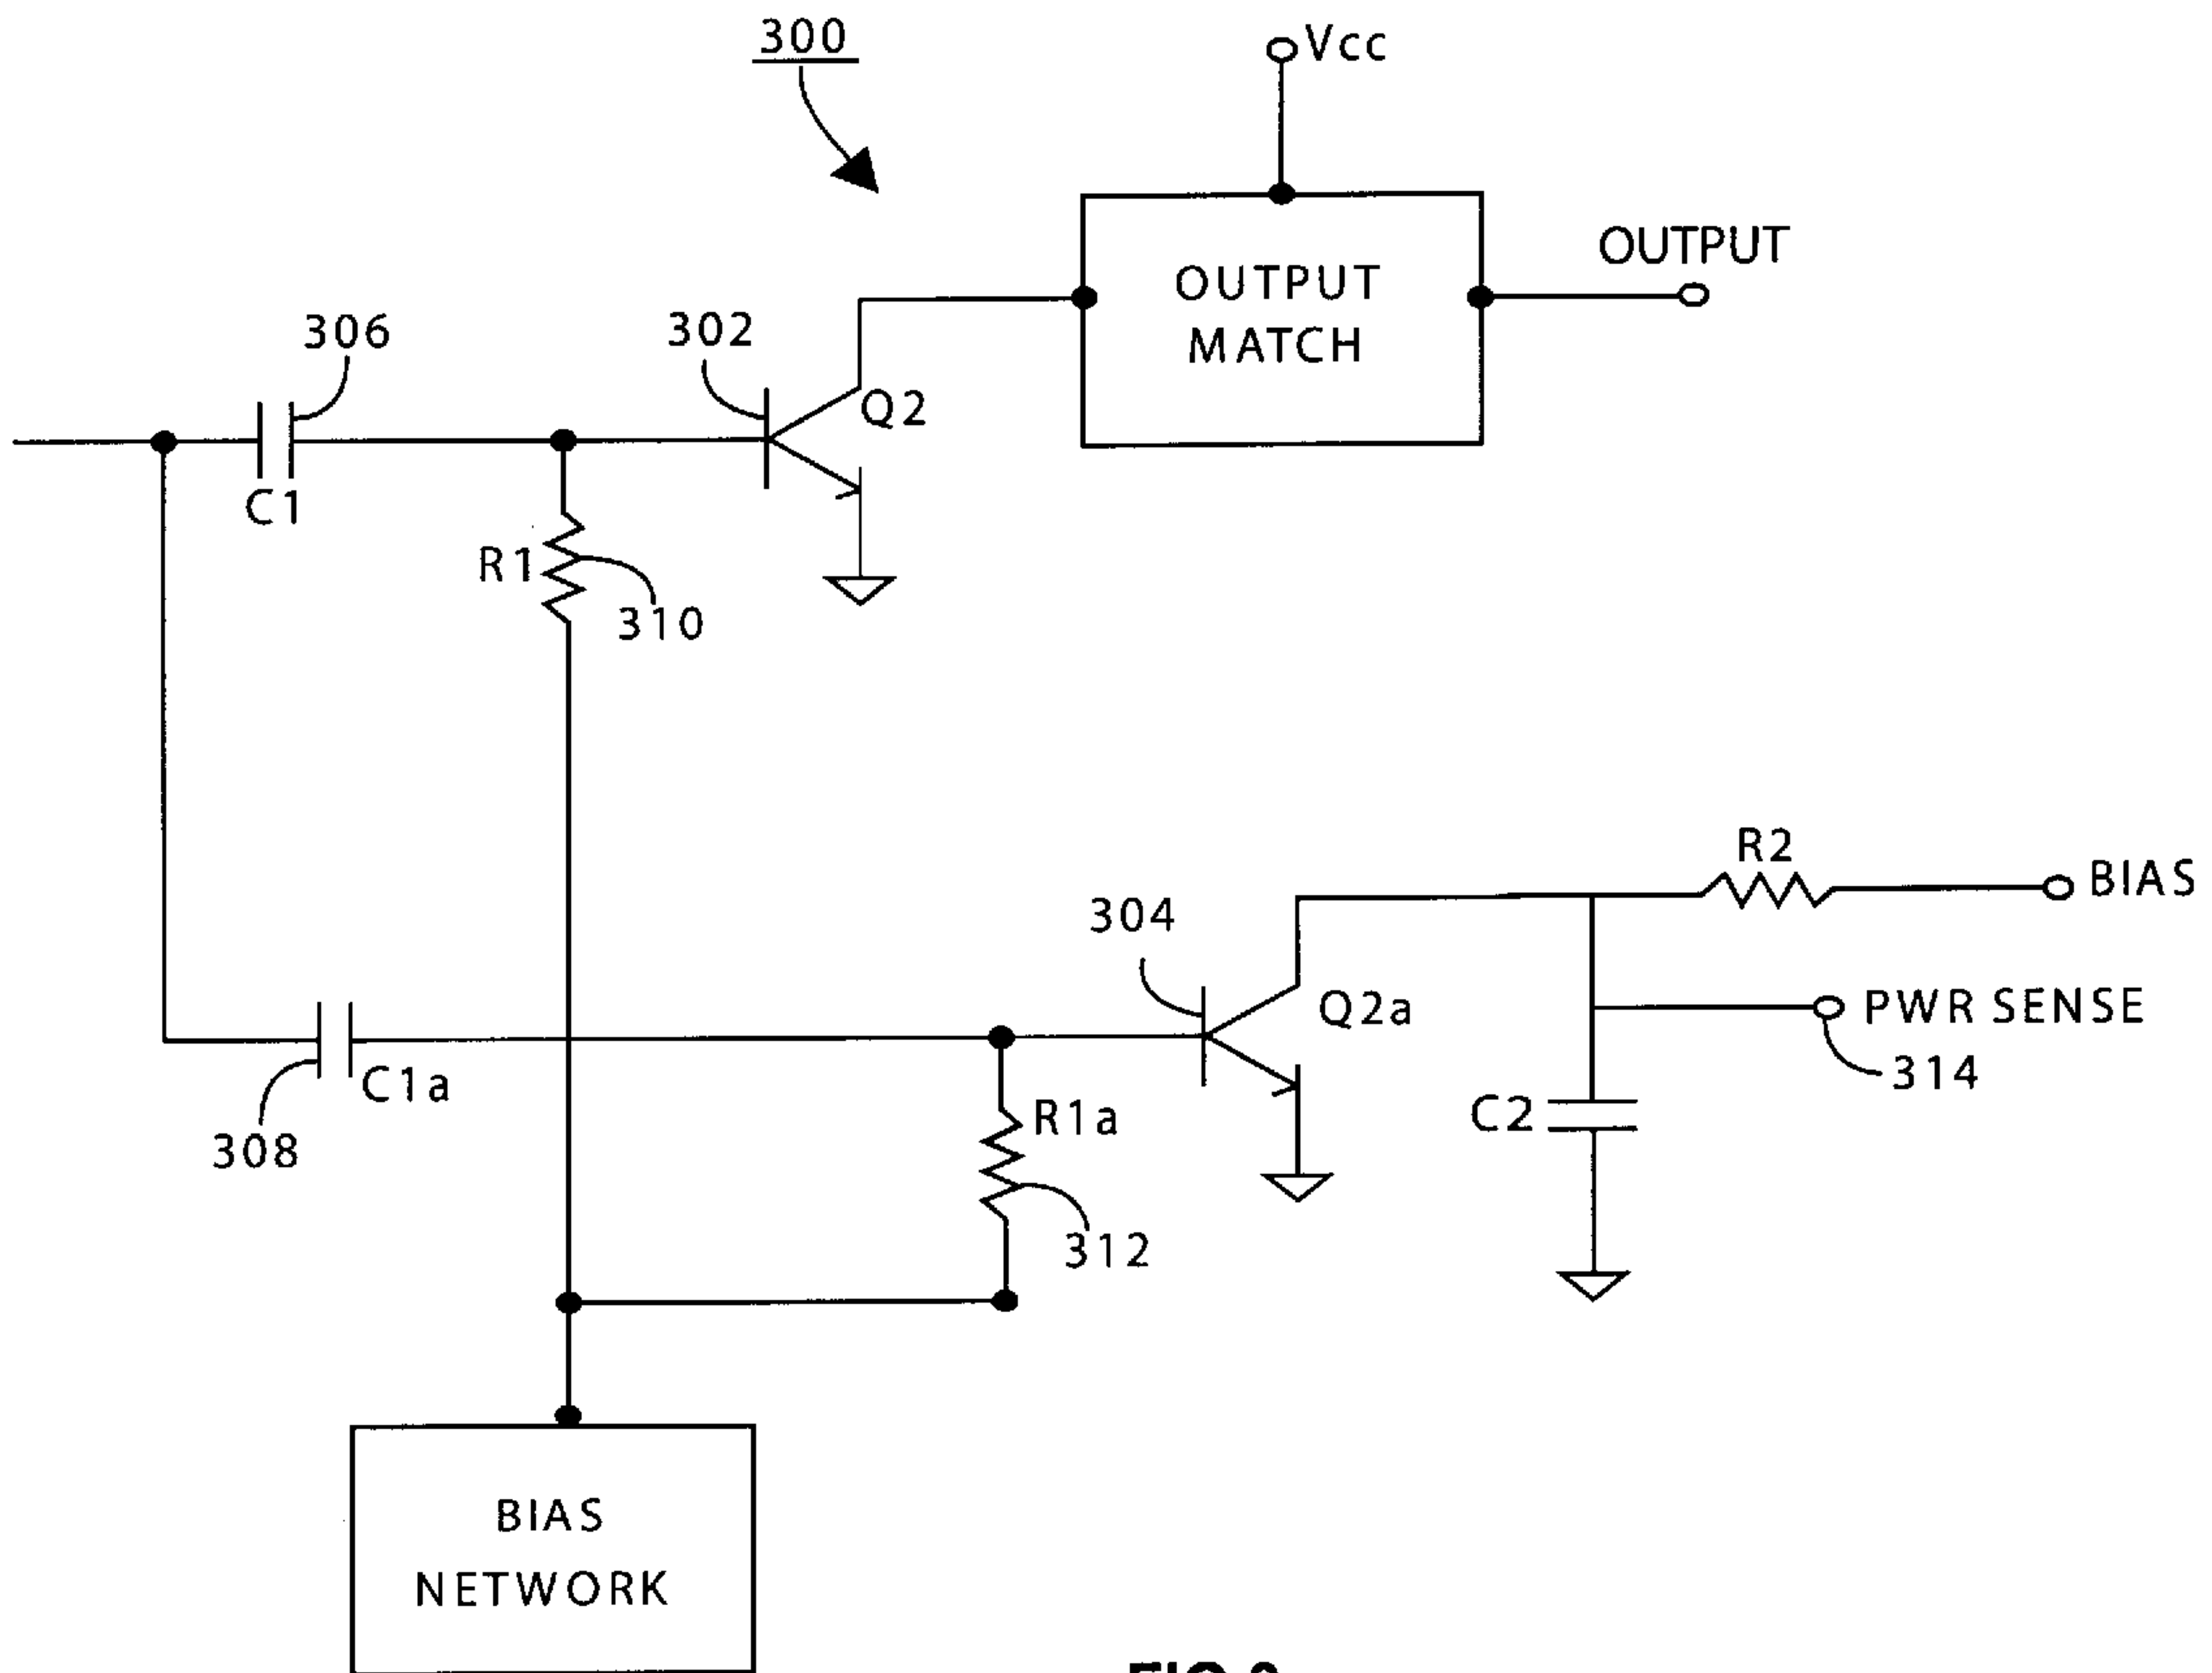 300
Vcc
OUTPUT
OUTPUT
MATCH
306
302
Q2
C1
R1
310
R2
BIAS
304
Q2a
PWR SENSE
314
C1a
C2
R1a
308
312
BIAS
NETWORK